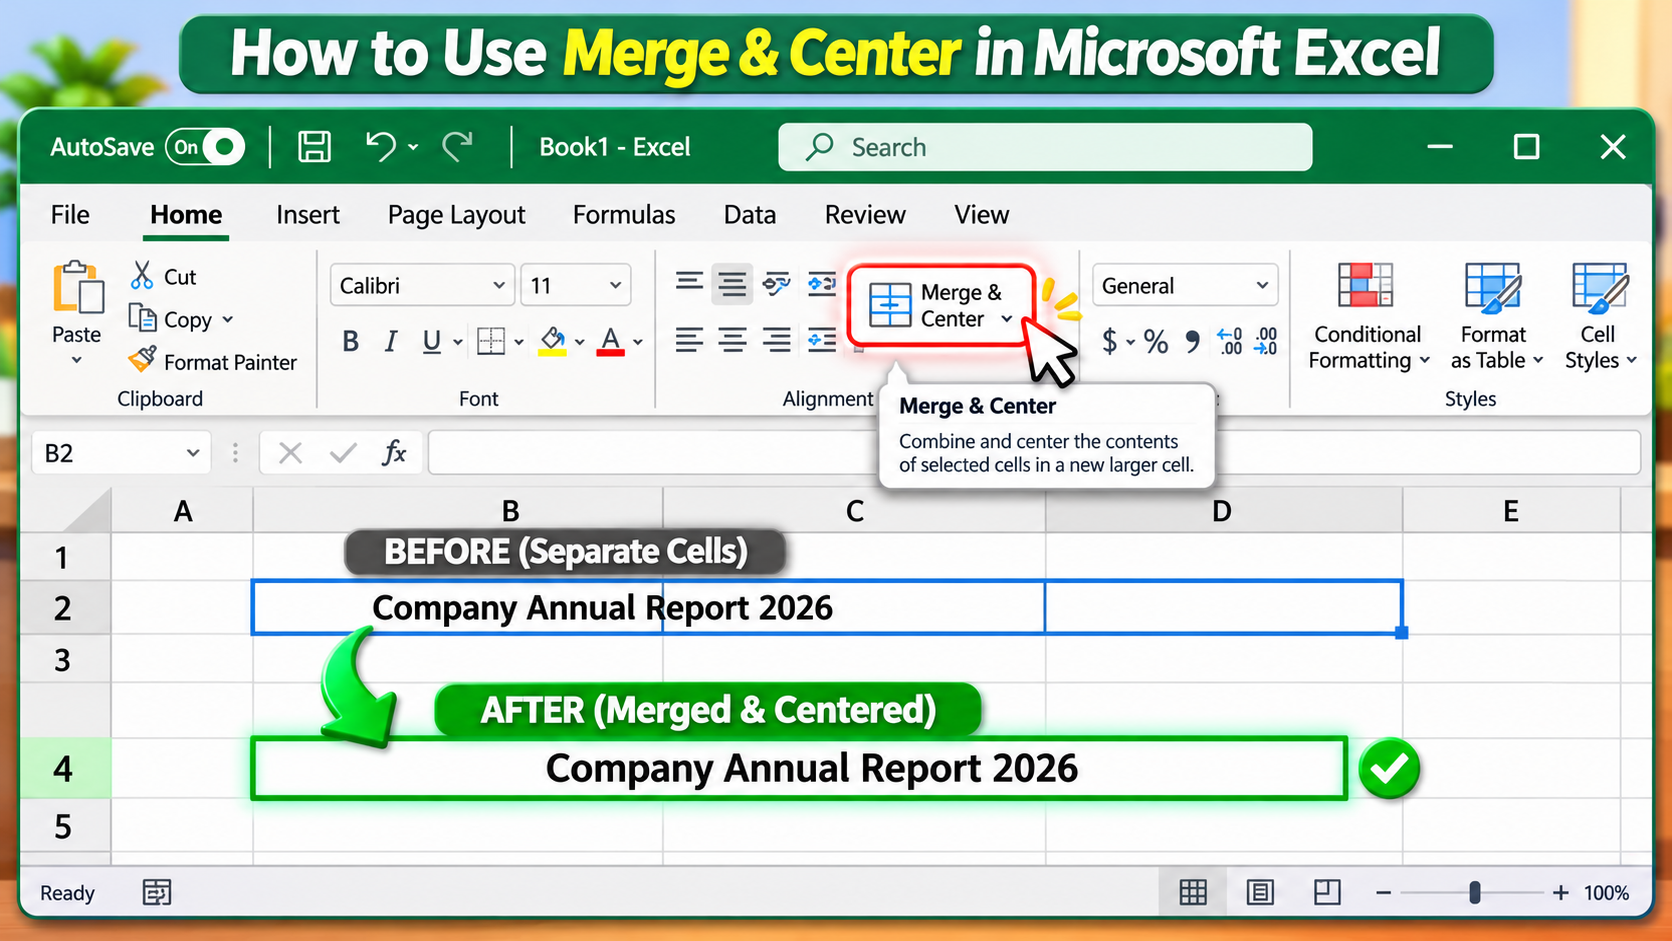 How to Use Merge & Center in Microsoft Excel
AutoSave On Book1 - Excel Search
File Home Insert Page Layout Formulas Data Review View
Paste
Cut
Copy
Format Painter
Clipboard
Calibri 11
B I U A
Font
Merge &
Center
Alignment
General
$ % , .00 .00
Conditional
Formatting
Format
as Table
Cell
Styles
Styles
Merge & Center
Combine and center the contents
of selected cells in a new larger cell.
B2 fx
A B C D E
1
BEFORE (Separate Cells)
2 Company Annual Report 2026
3
AFTER (Merged & Centered)
4 Company Annual Report 2026
5
Ready 100%